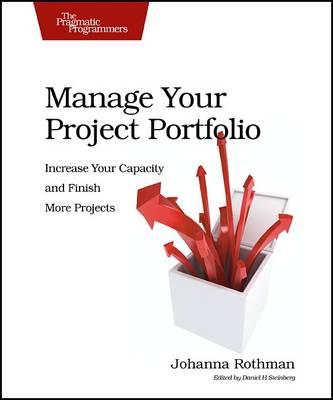 The
Pragmatic
Programmers
Manage Your
Project Portfolio
Increase Your Capacity
and Finish
More Projects
Johanna Rothman
Edited by Daniel H Steinberg